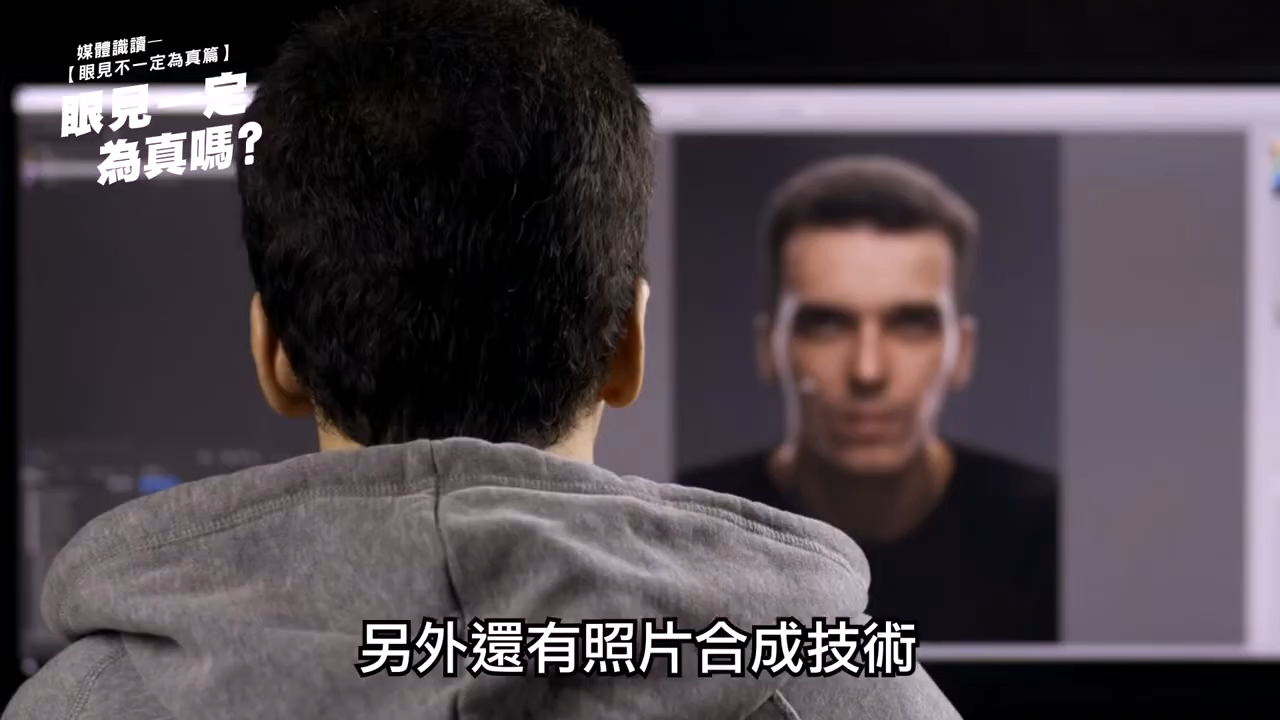 媒體識讀—
【眼見不一定為真篇】
眼見一定
為真嗎?
另外還有照片合成技術